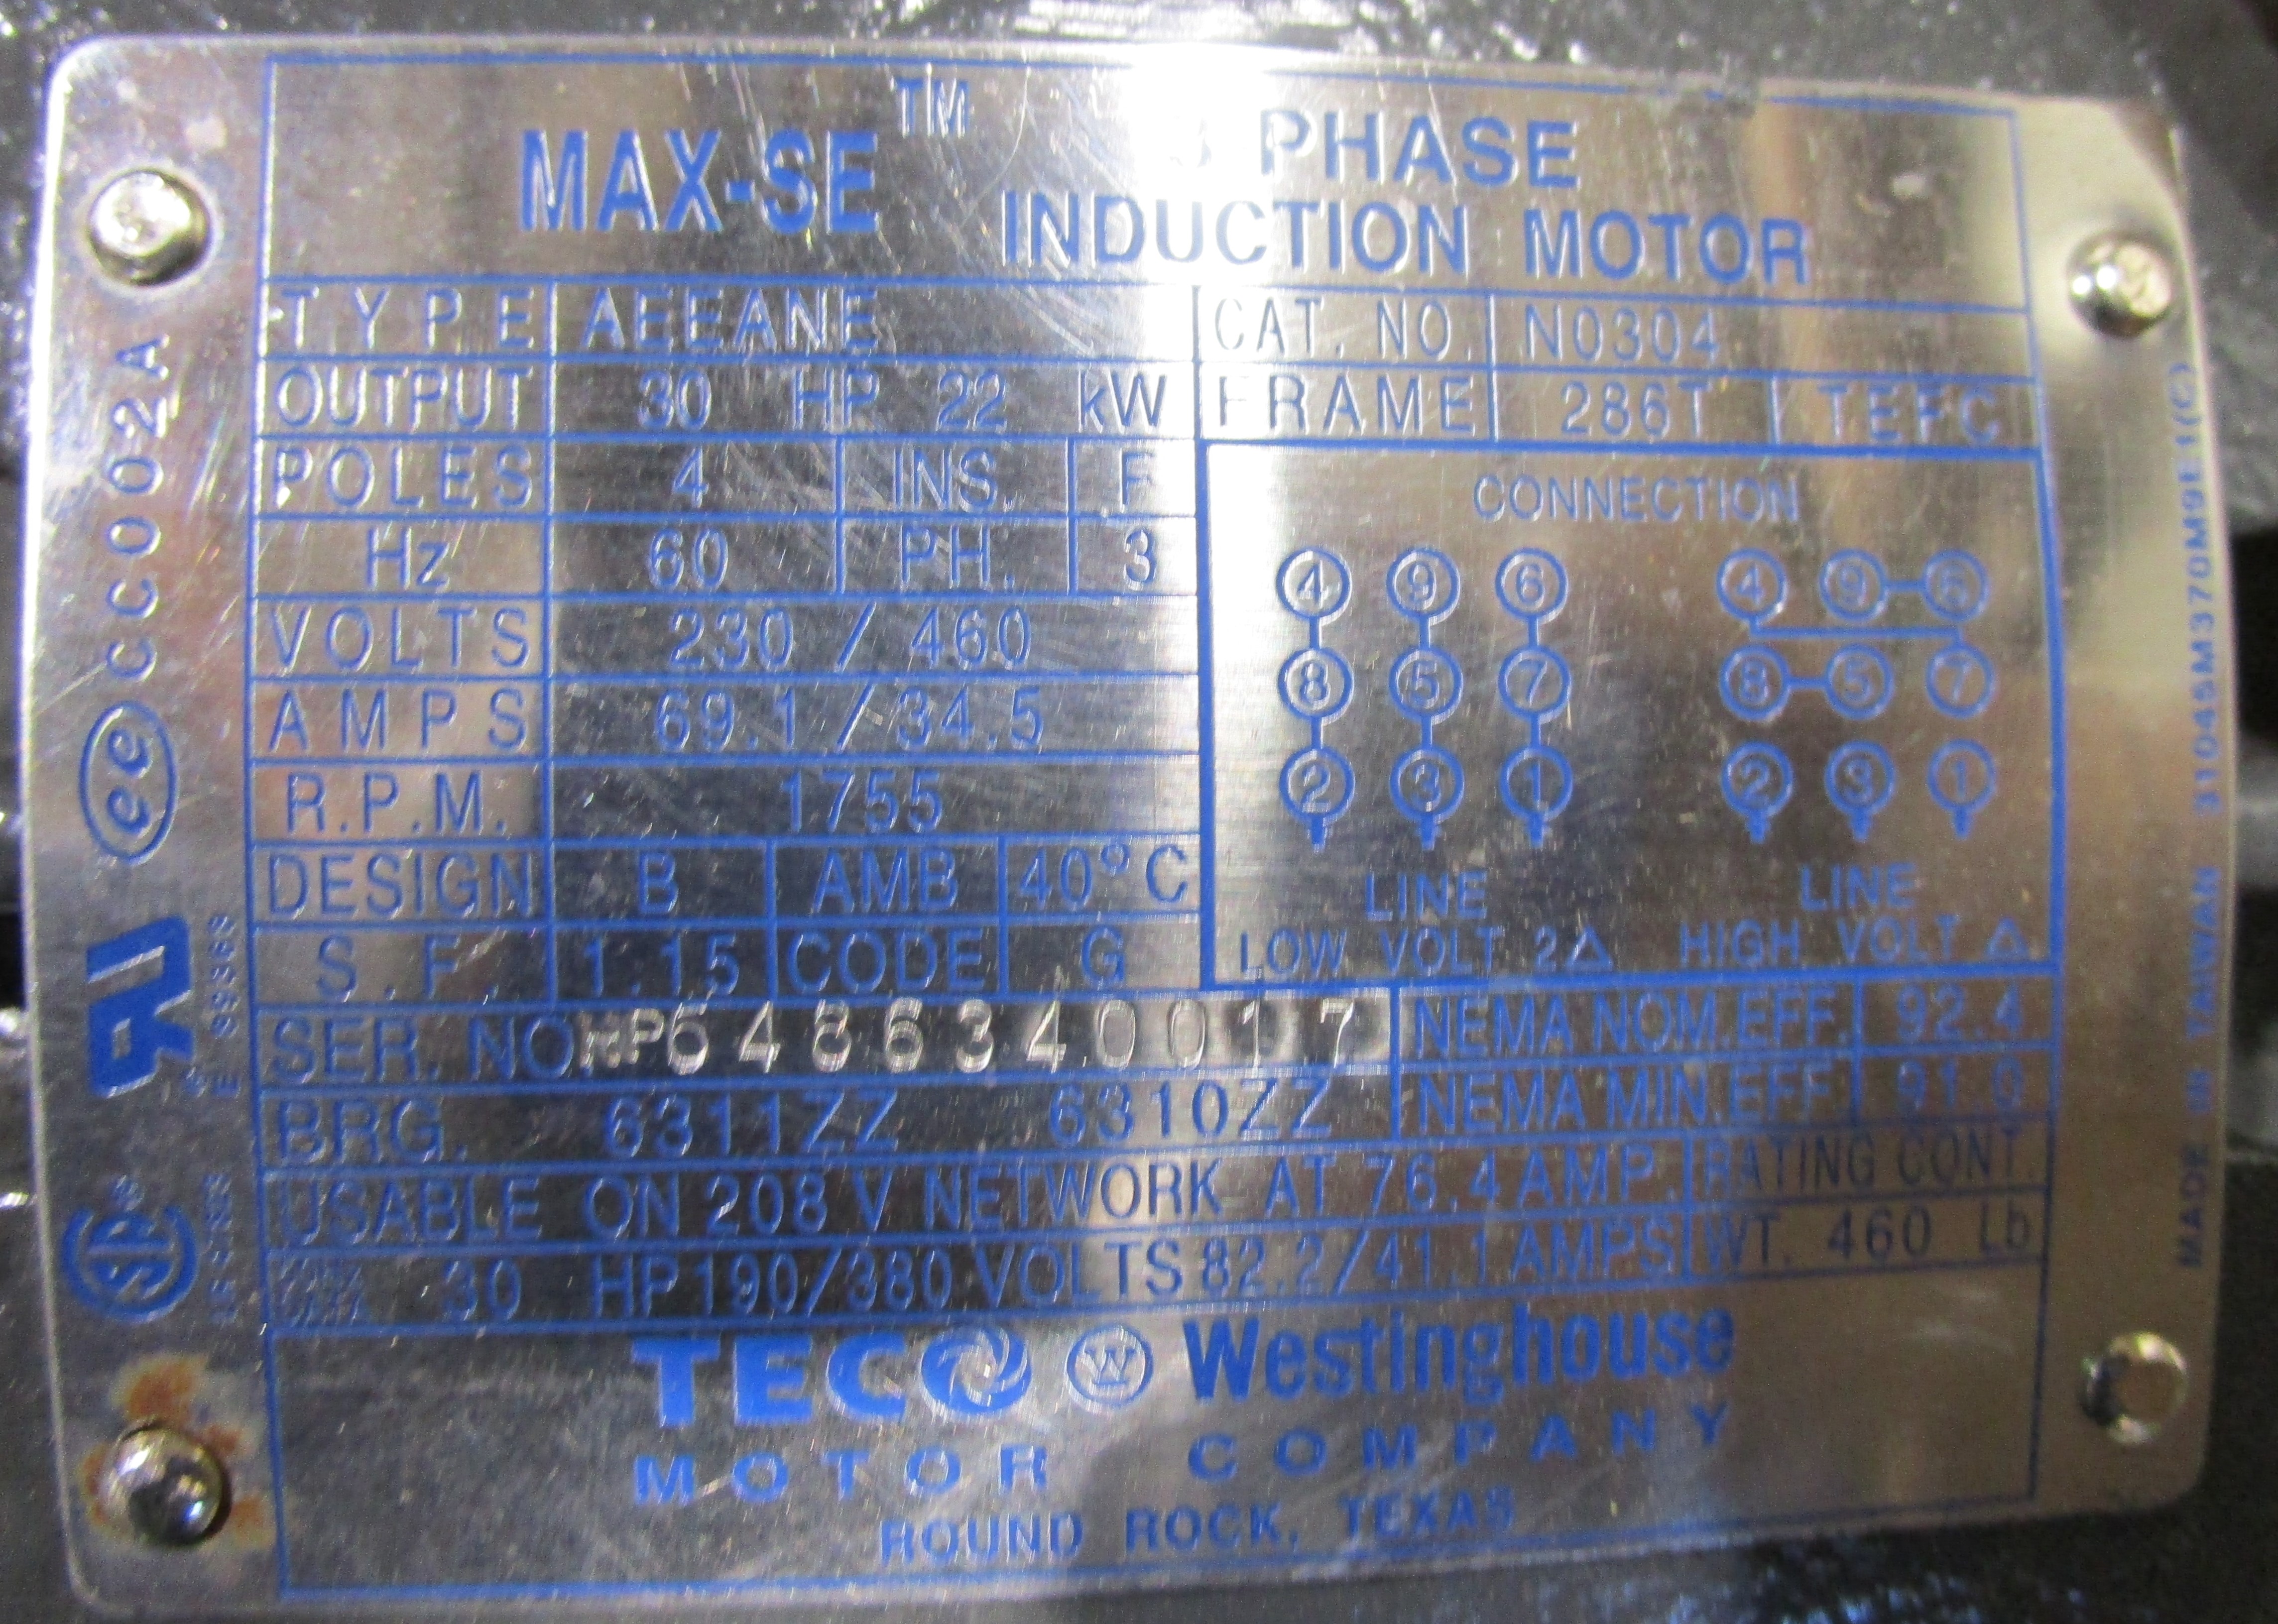 MAX-SE™ 3 PHASE
INDUCTION MOTOR
TYPE AEEANE CAT. NO. N0304
OUTPUT 30 HP 22 kW FRAME 286T TEFC
POLES 4 INS. F
Hz 60 PH. 3
VOLTS 230 / 460
AMPS 69.1 / 34.5
R.P.M. 1755
DESIGN B AMB 40°C
S.F. 1.15 CODE G
CONNECTION
4 9 6 4 9 6
8 5 7 8 5 7
2 3 1 2 3 1
LINE LINE
LOW VOLT 2△ HIGH VOLT △
SER. NO. 6486340017 NEMA NOM.EFF. 92.4
BRG. 6311ZZ 6310ZZ NEMA MIN.EFF. 91.0
USABLE ON 208 V NETWORK AT 76.4 AMP. RATING CONT.
30 HP 190/380 VOLTS 82.2/41.1 AMPS WT. 460 Lb
TECO W Westinghouse
MOTOR COMPANY
ROUND ROCK, TEXAS
ee CC002A
MADE IN TAIWAN 31045M370M9E1(C)